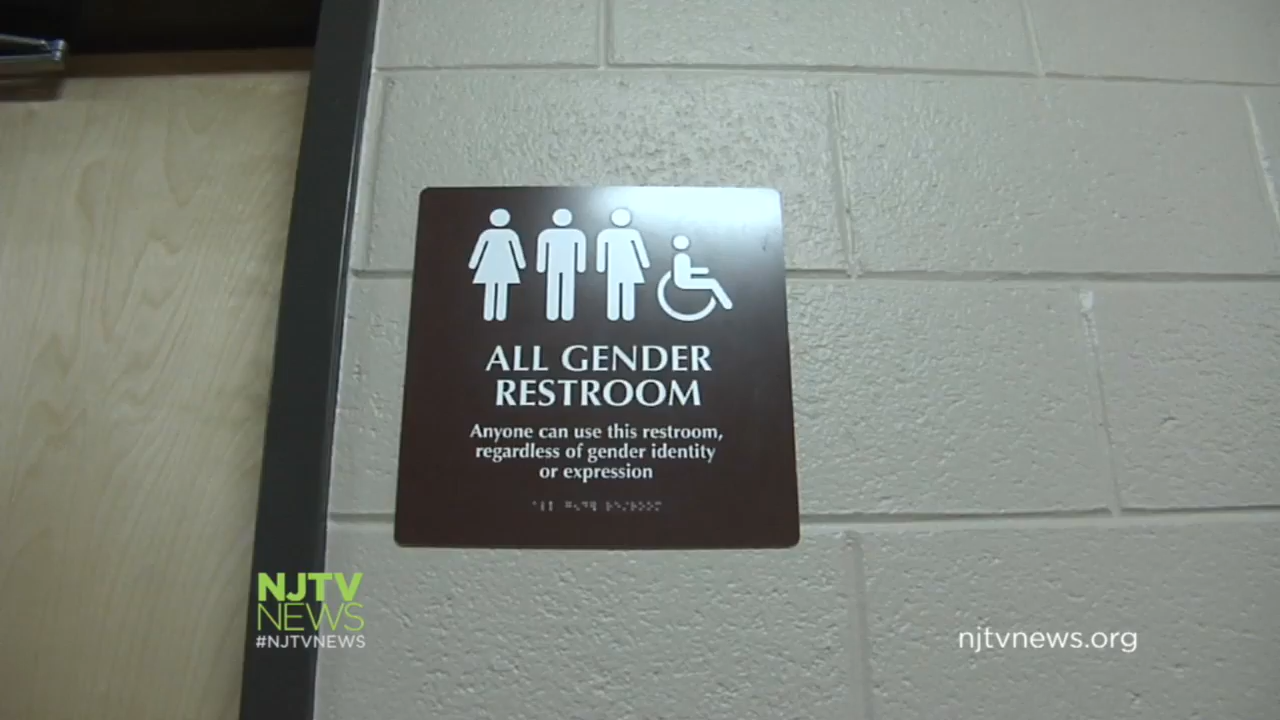 ALL GENDER
RESTROOM
Anyone can use this restroom,
regardless of gender identity
or expression
NJTV
NEWS
#NJTVNEWS
njtvnews.org